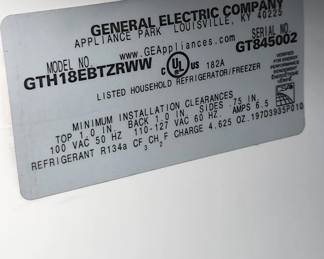 GENERAL ELECTRIC COMPANY
APPLIANCE PARK LOUISVILLE, KY 40225
www.GEAppliances.com
MODEL NO.
GTH18EBTZRWW
SERIAL NO.
GT845002
C UL US
182A
LISTED HOUSEHOLD REFRIGERATOR/FREEZER
MINIMUM INSTALLATION CLEARANCES
TOP 1.0 IN. BACK 1.0 IN. SIDES .75 IN.
100 VAC 50 HZ 110-127 VAC 60 HZ. AMPS 6.5
REFRIGERANT R134a CF3CH2F CHARGE 4.625 OZ. 197D3935P010